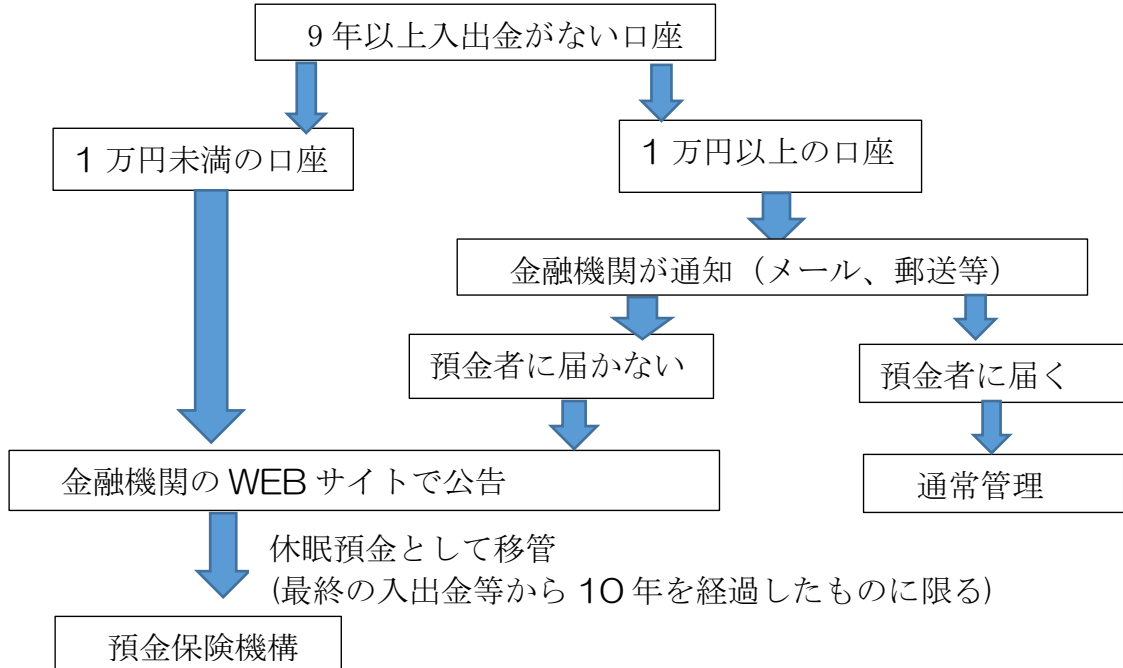 ９年以上入出金がない口座
１万円未満の口座
１万円以上の口座
金融機関が通知（メール、郵送等）
預金者に届かない
預金者に届く
金融機関の WEB サイトで公告
通常管理
休眠預金として移管
(最終の入出金等から 10 年を経過したものに限る)
預金保険機構